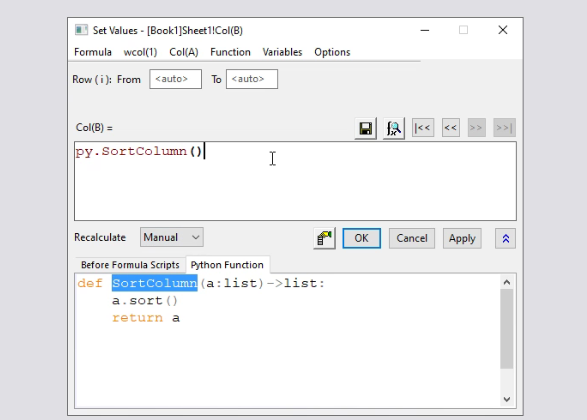 Set Values - [Book1]Sheet1!Col(B)
Formula wcol(1) Col(A) Function Variables Options
Row ( i ): From <auto> To <auto>
Col(B) = |<< << >> >>|
py.SortColumn()
Recalculate Manual OK Cancel Apply
Before Formula Scripts Python Function
def SortColumn(a:list)->list:
a.sort()
return a